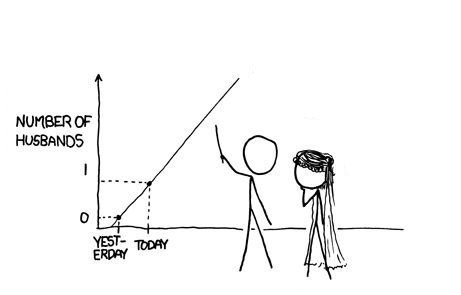 NUMBER OF
HUSBANDS
1
0
YEST-
ERDAY
TODAY